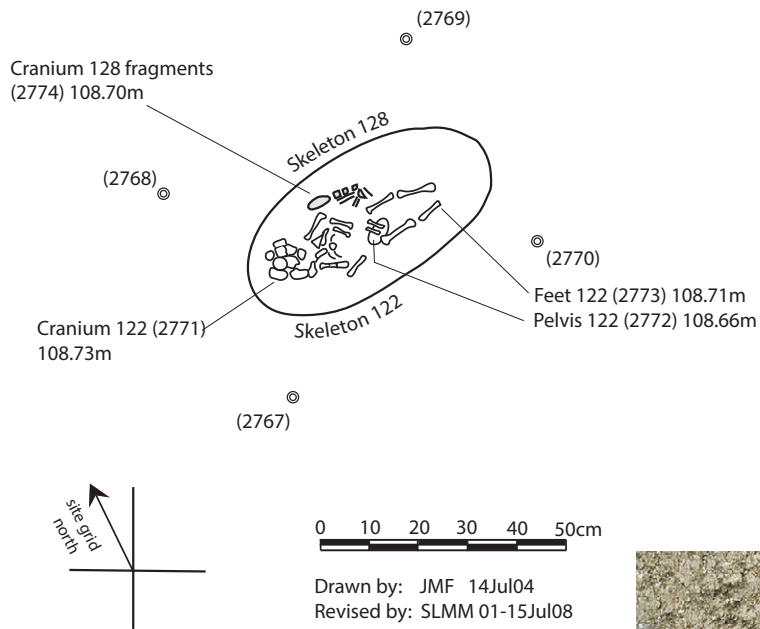 (2769)
Cranium 128 fragments
(2774) 108.70m
Skeleton 128
(2768)
(2770)
Feet 122 (2773) 108.71m
Pelvis 122 (2772) 108.66m
Cranium 122 (2771)
108.73m
Skeleton 122
(2767)
site grid
north
0 10 20 30 40 50cm
Drawn by: JMF 14Jul04
Revised by: SLMM 01-15Jul08